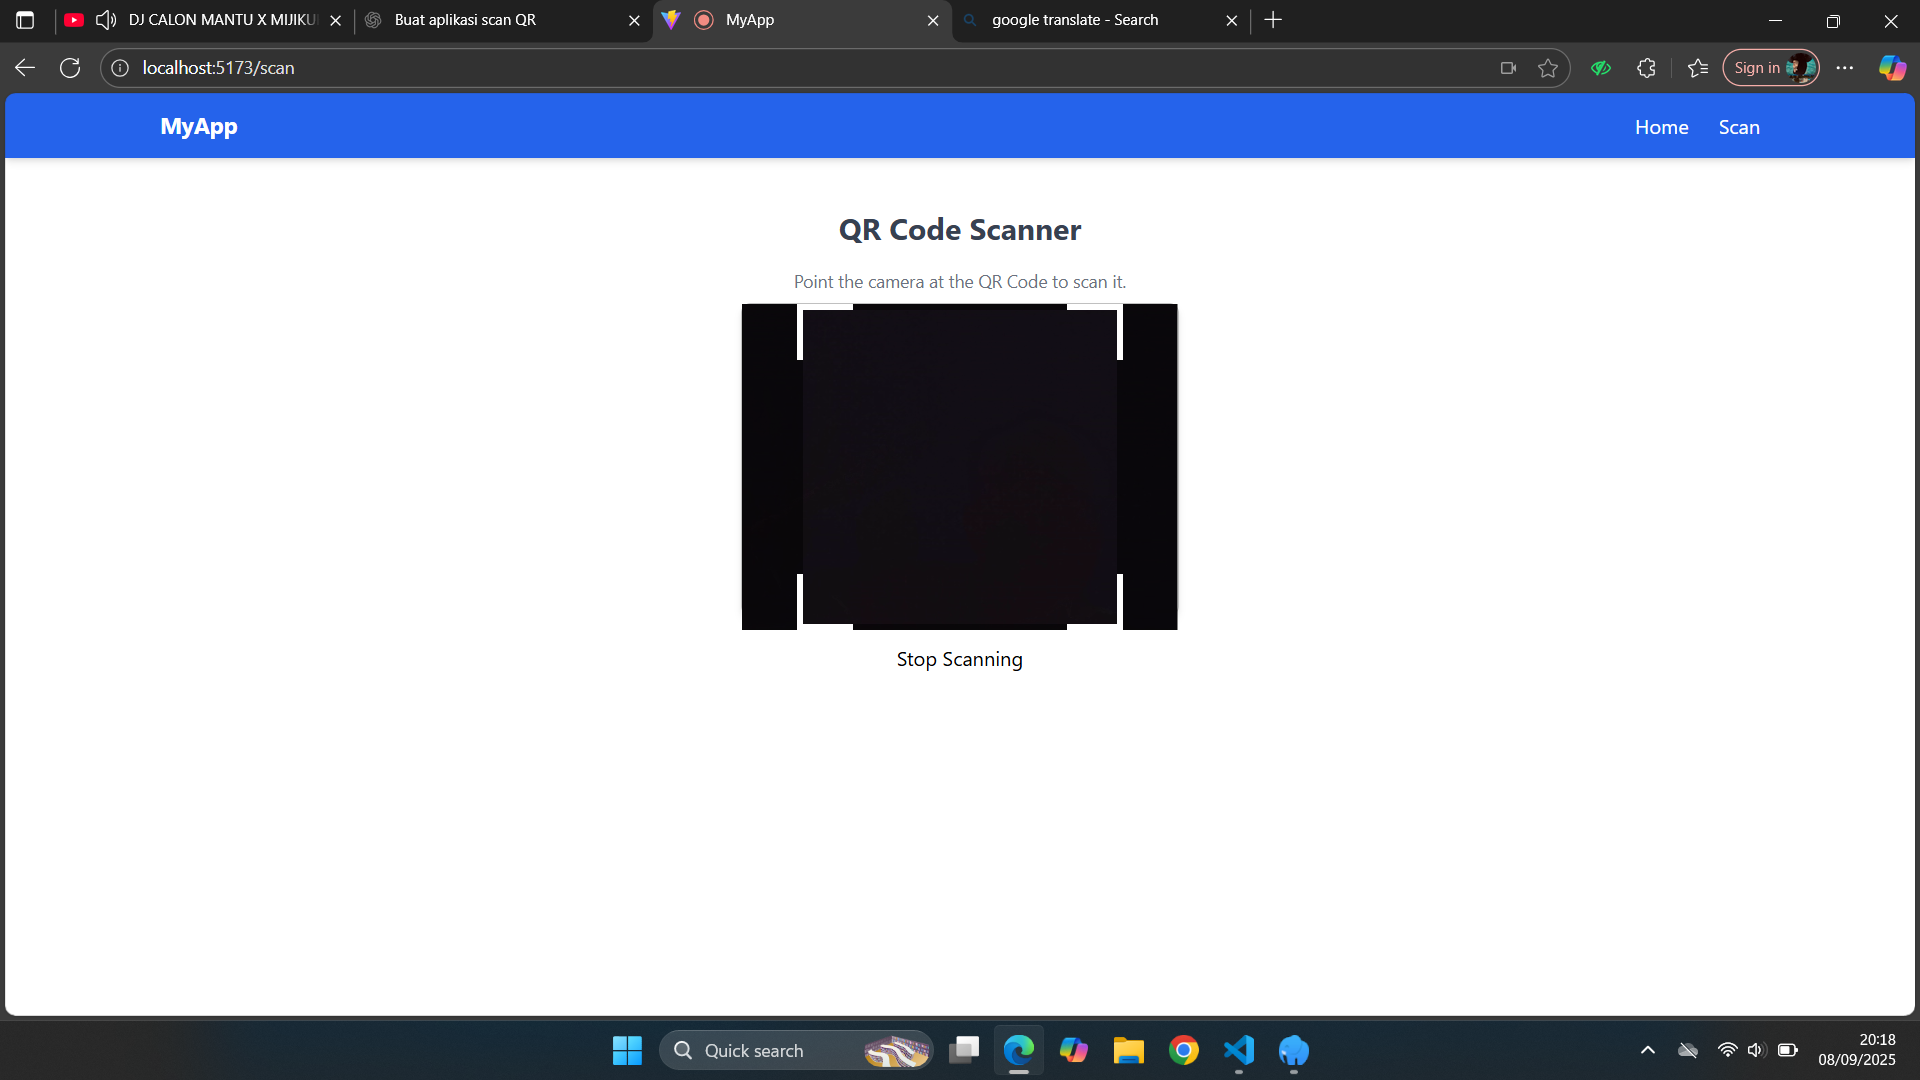 DJ CALON MANTU X MIJIKU
Buat aplikasi scan QR
MyApp
google translate - Search
localhost:5173/scan
Sign in
MyApp
Home
Scan
QR Code Scanner
Point the camera at the QR Code to scan it.
Stop Scanning
Quick search
20:18
08/09/2025